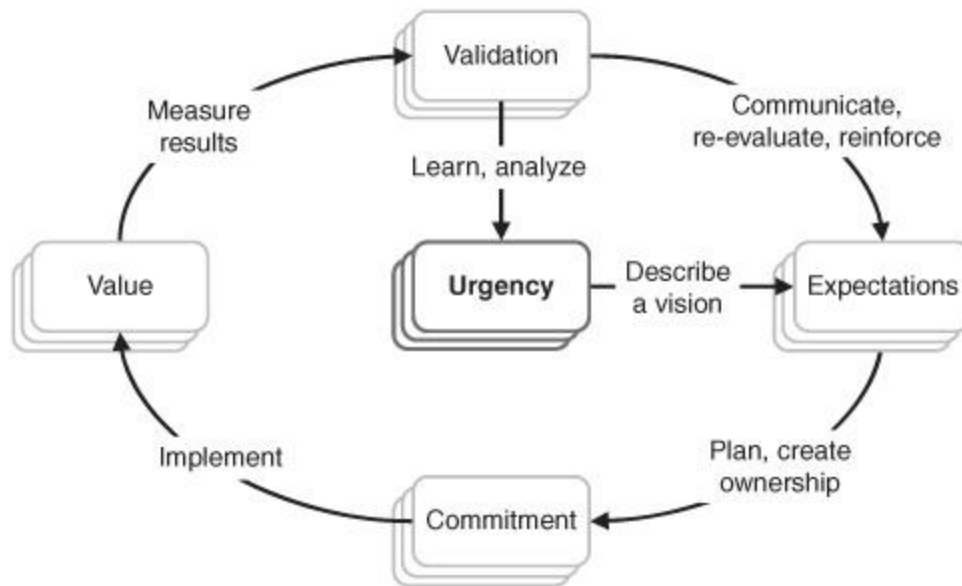 Validation
Measure
results
Communicate,
re-evaluate, reinforce
Learn, analyze
Value
Urgency
Describe
a vision
Expectations
Implement
Plan, create
ownership
Commitment